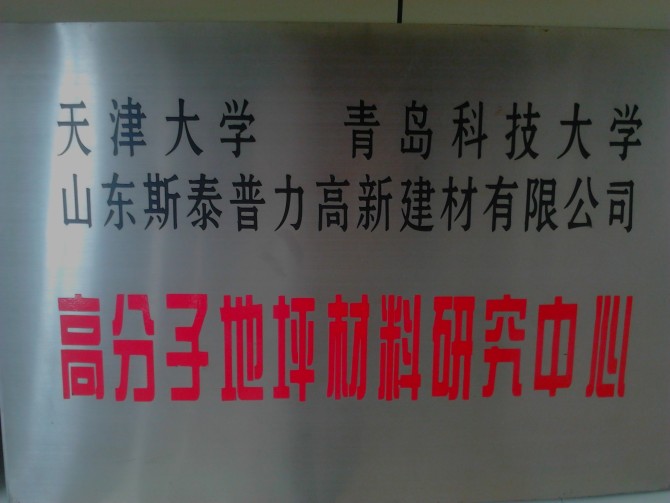 天津大学 青岛科技大学
山东斯泰普力高新建材有限公司
高分子地坪材料研究中心